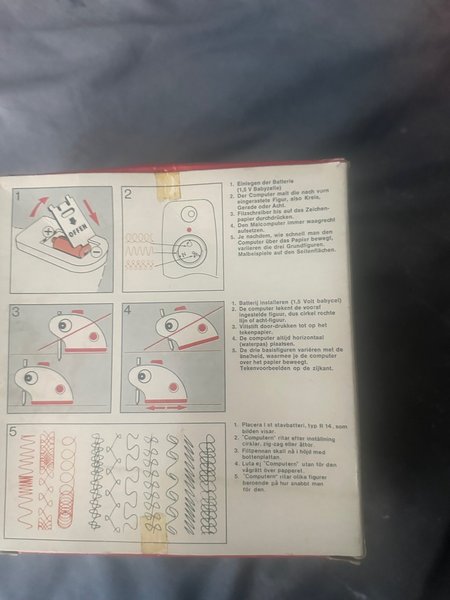 1
OFFEN
2
3
4
5
1. Einlegen der Batterie
(1,5 V Babyzelle)
2. Der Computer malt die nach vorn
eingerastete Figur, also Kreis,
Gerade oder Acht.
3. Filzschreiber bis auf das Zeichen-
papier durchdrücken.
4. Den Malcomputer immer waagrecht
aufsetzen.
5. Je nachdem, wie schnell man den
Computer über das Papier bewegt,
variieren die drei Grundfiguren.
Malbeispiele auf den Seitenflächen.
1. Batterij installeren (1,5 Volt babycel)
2. De computer tekent de vooraf
ingestelde figuur, dus cirkel rechte
lijn of acht-figuur.
3. Viltstift door-drukken tot op het
tekenpapier.
4. De computer altijd horizontaal
(waterpas) plaatsen.
5. De drie basisfiguren variëren met de
snelheid, waarmee je de computer
over het papier beweegt.
Tekenvoorbeelden op de zijkant.
1. Placera i st stavbatteri, typ R 14, som
bilden visar.
2. "Computern" ritar efter inställning
cirklar, zig-zag eller åttor.
3. Filtpennan skall nå i höjd med
bottenplattan.
4. Luta ej "Computern" utan för den
vågrätt över papperet.
5. "Computern" ritar olika figurer
beroende på hur snabbt man
för den.